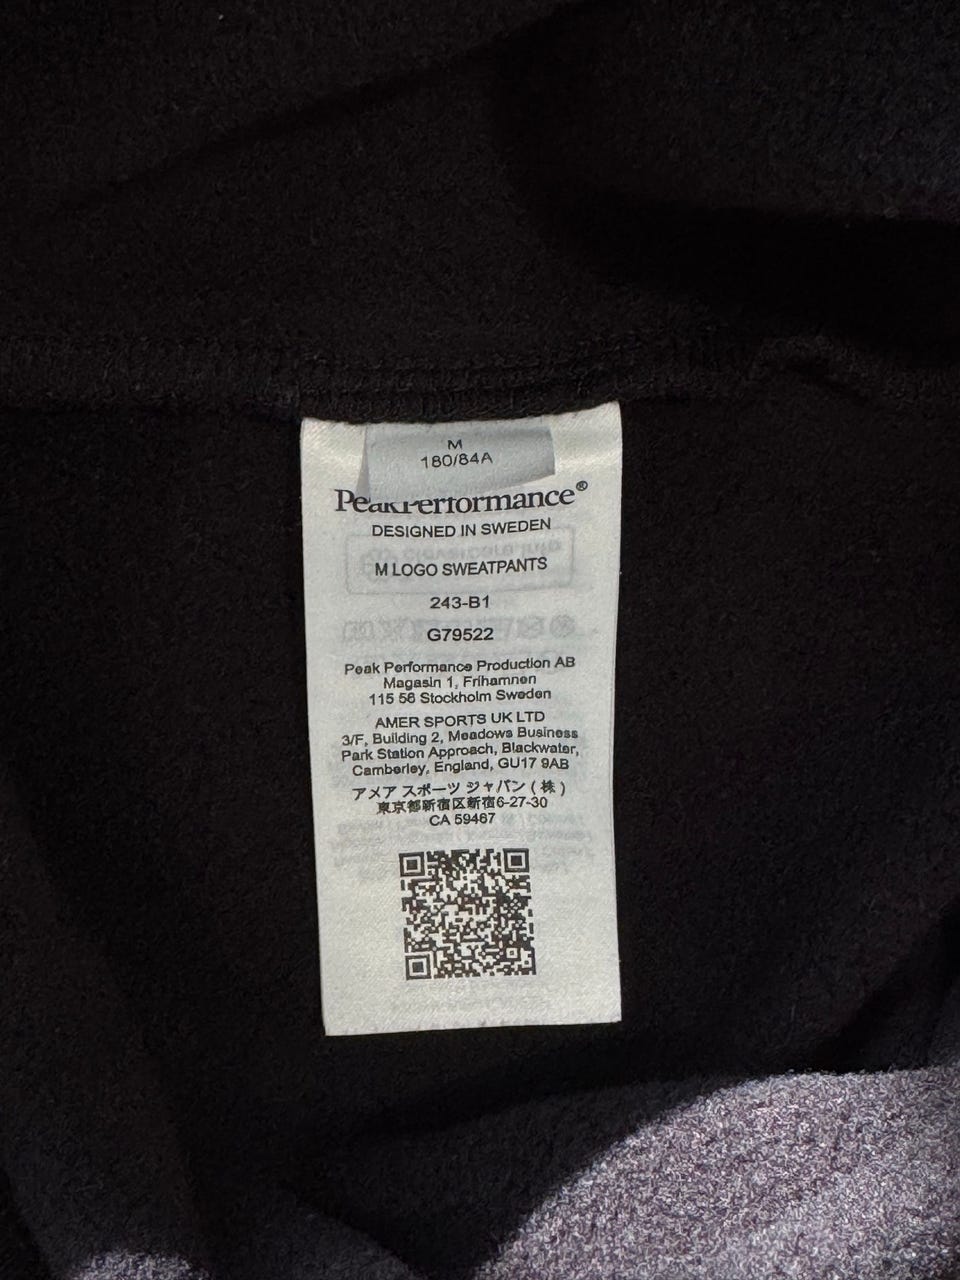 M
180/84A
PeakPerformance®
DESIGNED IN SWEDEN
M LOGO SWEATPANTS
243-B1
G79522
Peak Performance Production AB
Magasin 1, Frihamnen
115 56 Stockholm Sweden
AMER SPORTS UK LTD
3/F, Building 2, Meadows Business
Park Station Approach, Blackwater,
Camberley, England, GU17 9AB
アメア スポーツ ジャパン ( 株 )
東京都新宿区新宿6-27-30
CA 59467